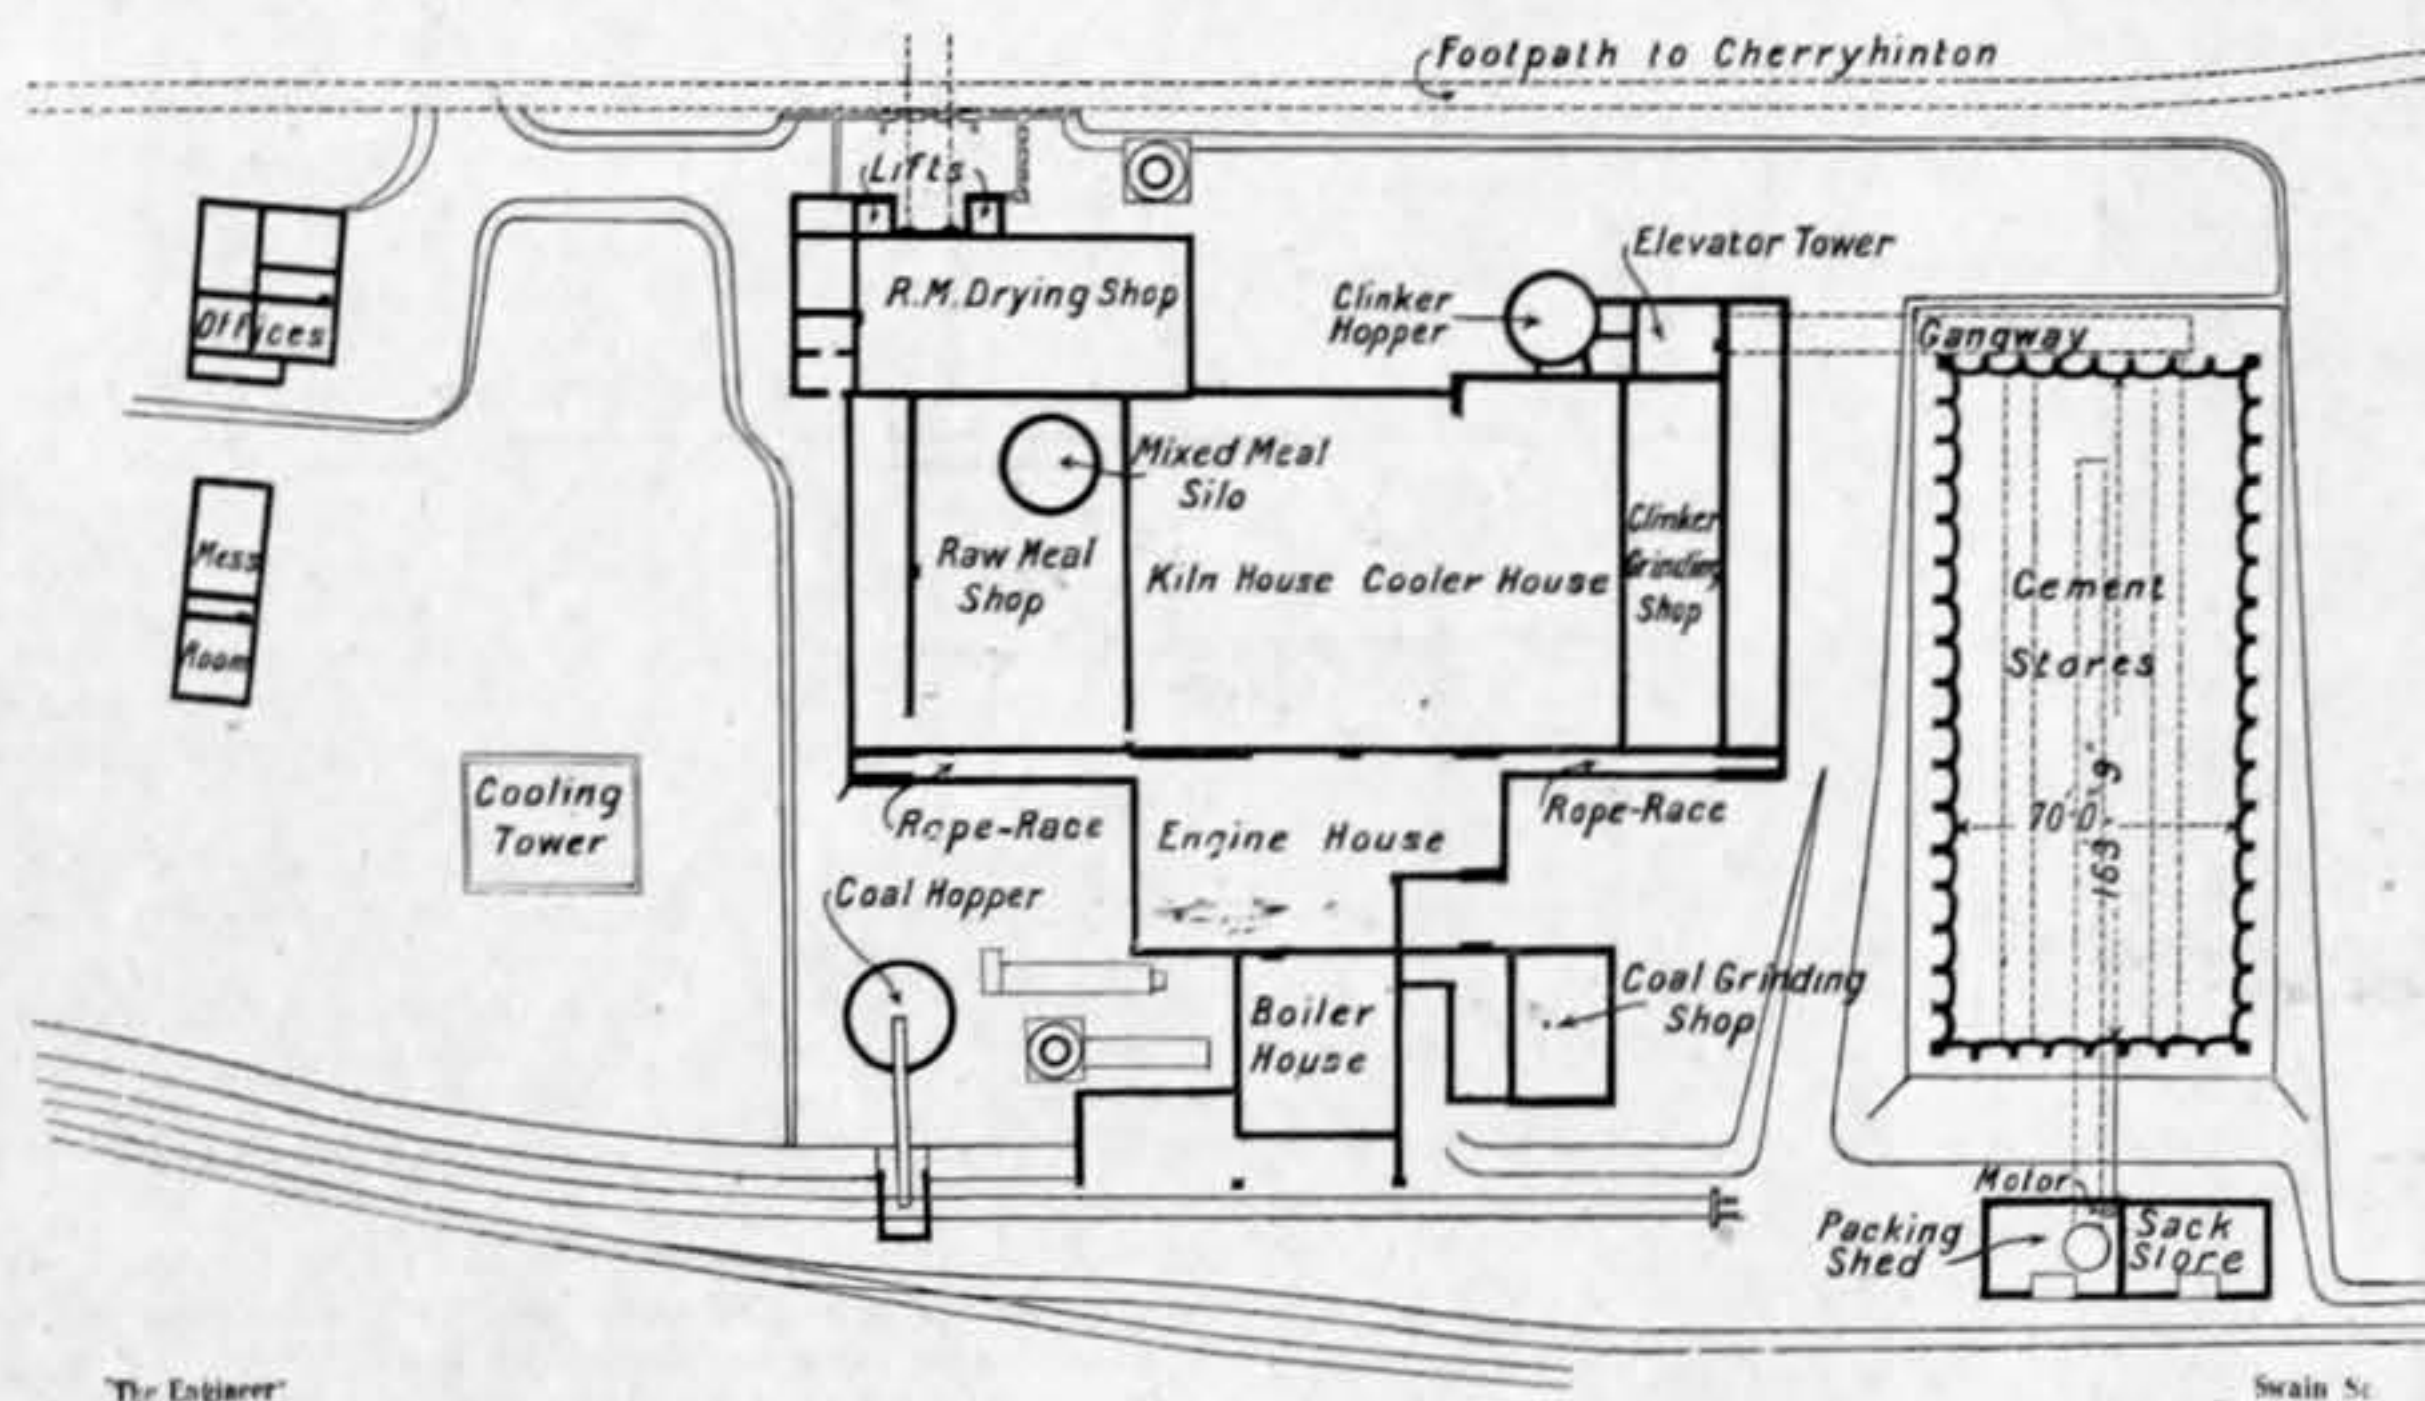 Footpath to Cherryhinton
Lifts
Elevator Tower
R.M. Drying Shop
Clinker
Hopper
Offices
Gangway
Mixed Meal
Silo
Clinker
Grinding
Shop
Raw Meal
Shop
Kiln House
Cooler House
Mess
Room
Cement
Stores
Cooling
Tower
Rope-Race
Engine House
Rope-Race
70'0"
163' 9"
Coal Hopper
Boiler
House
Coal Grinding
Shop
Motor
Packing
Shed
Sack
Store
"The Engineer"
Swain Sc